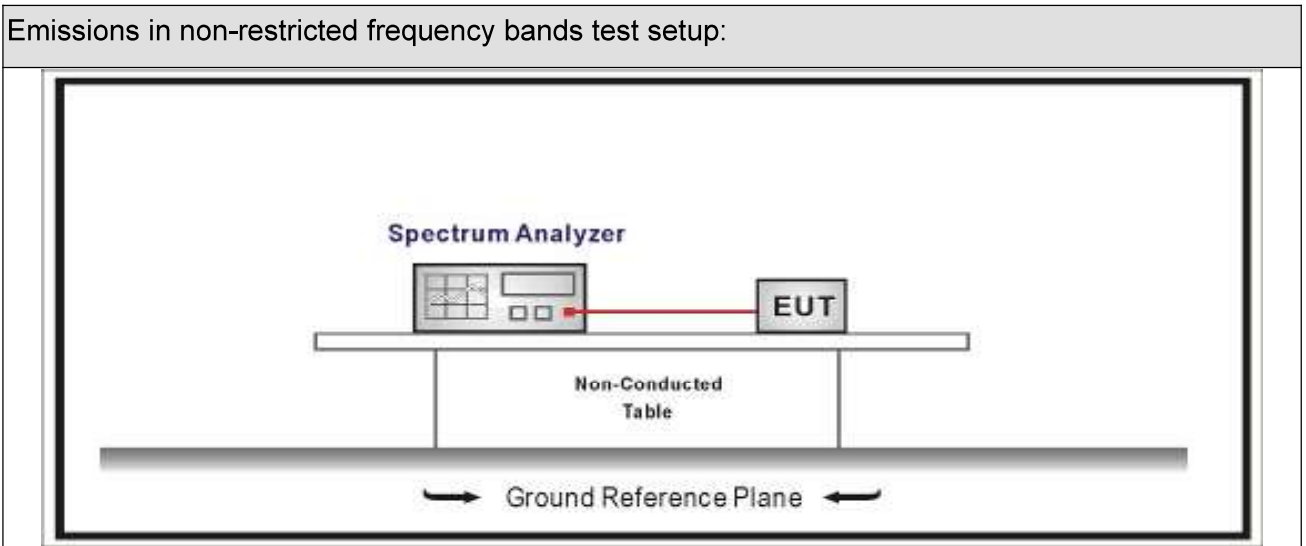 Emissions in non-restricted frequency bands test setup:
Spectrum Analyzer
EUT
Non-Conducted
Table
Ground Reference Plane